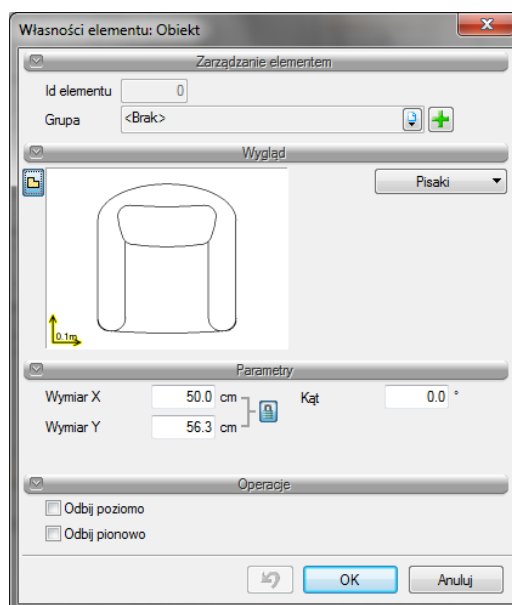 Własności elementu: Obiekt
Zarządzanie elementem
Id elementu 0
Grupa <Brak>
Wygląd
Pisaki
0.1m
Parametry
Wymiar X 50.0 cm Kąt 0.0 °
Wymiar Y 56.3 cm
Operacje
Odbij poziomo
Odbij pionowo
OK Anuluj